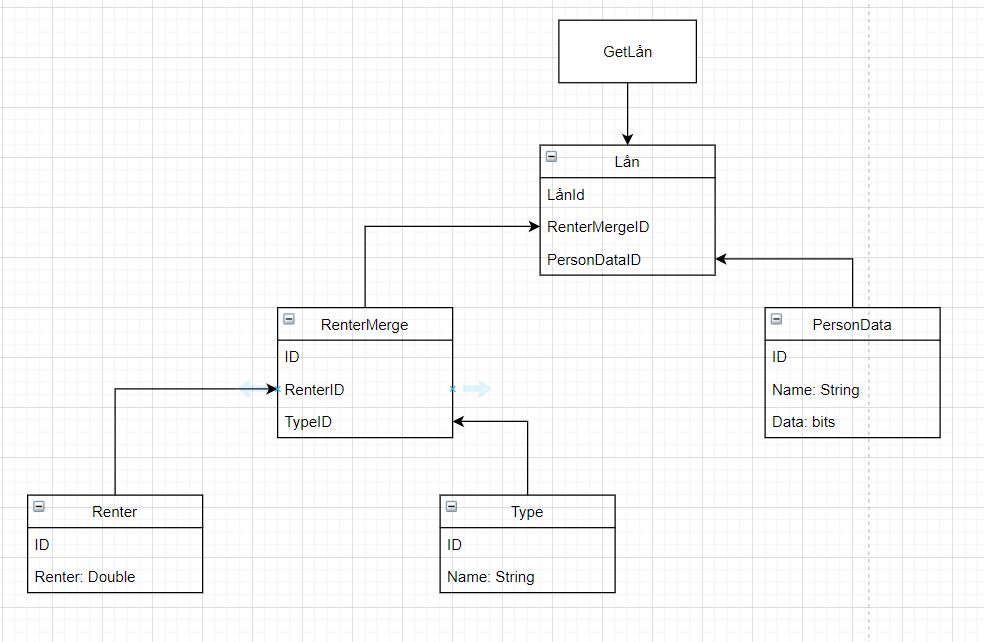 GetLån
Lån
LånId
RenterMergeID
PersonDataID
RenterMerge
ID
RenterID
TypeID
PersonData
ID
Name: String
Data: bits
Renter
ID
Renter: Double
Type
ID
Name: String